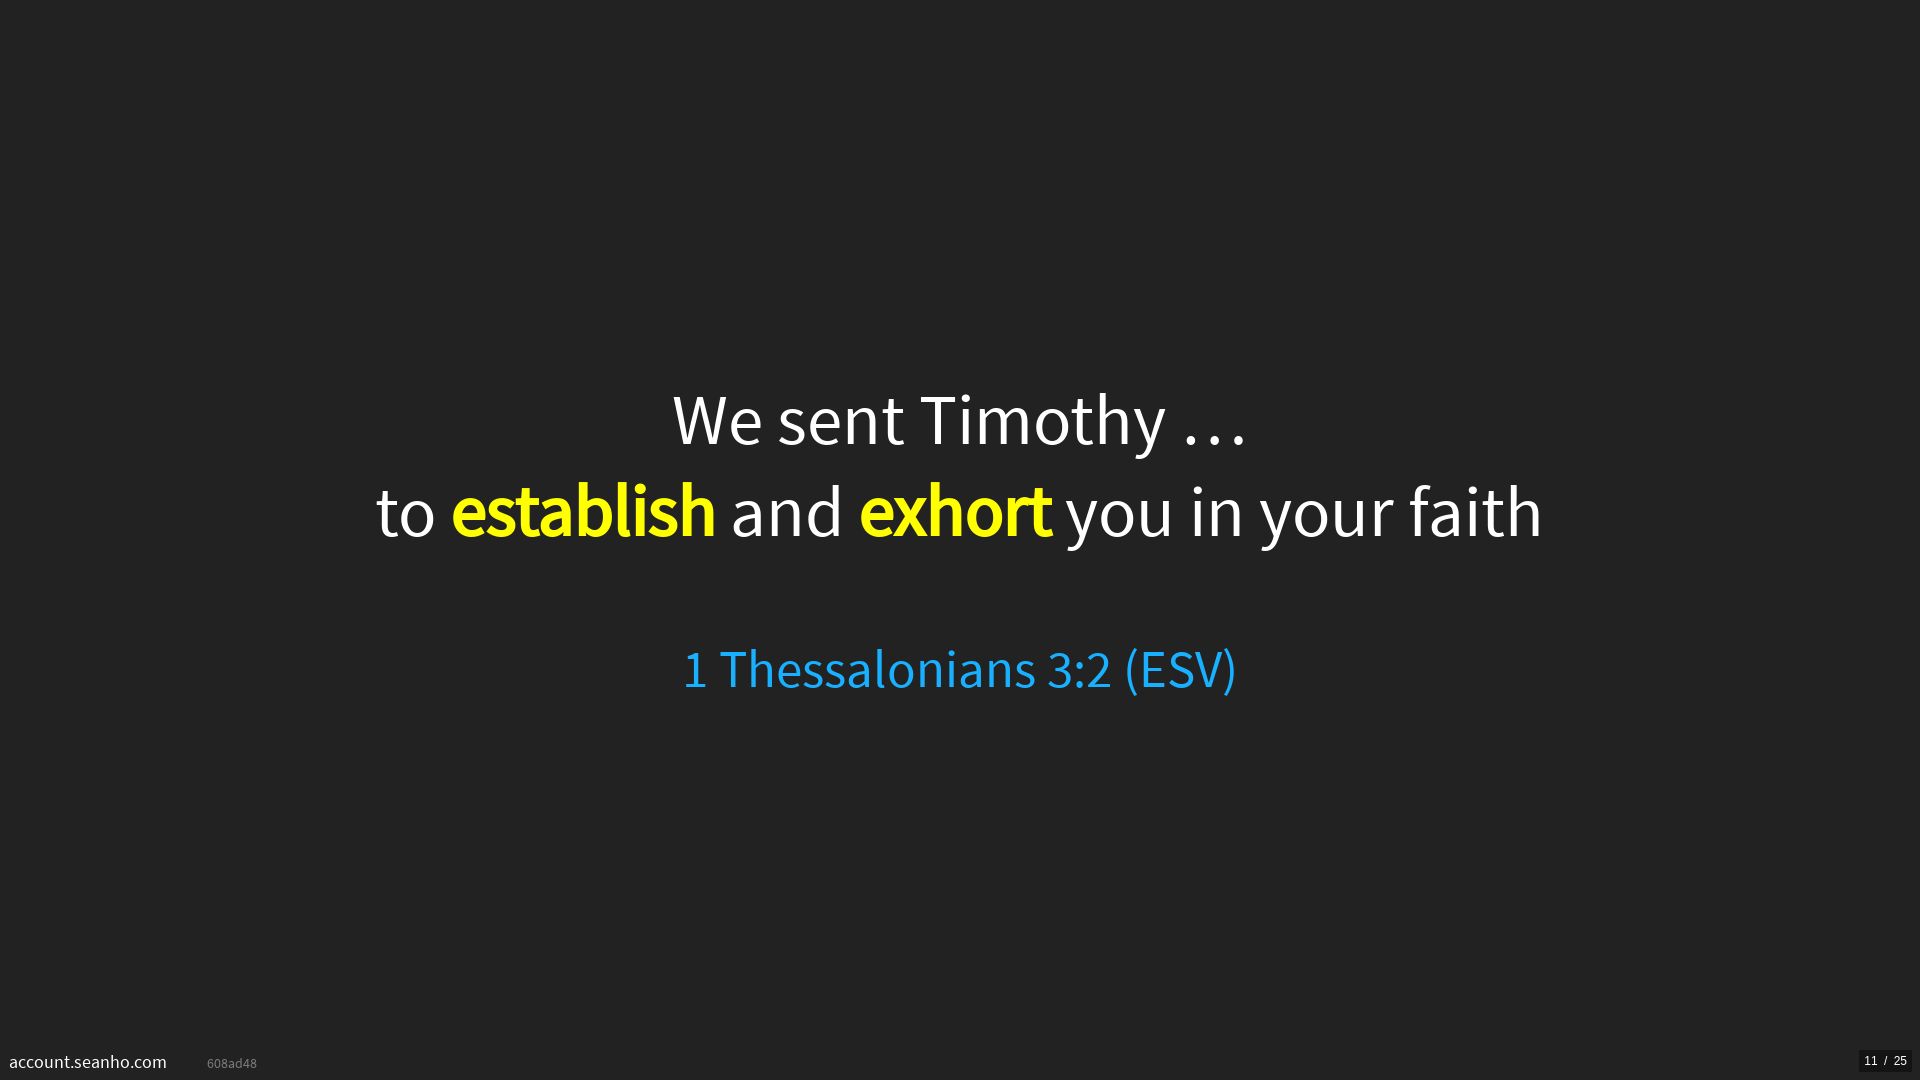 We sent Timothy …
to establish and exhort you in your faith
1 Thessalonians 3:2 (ESV)
account.seanho.com 608ad48
11 / 25